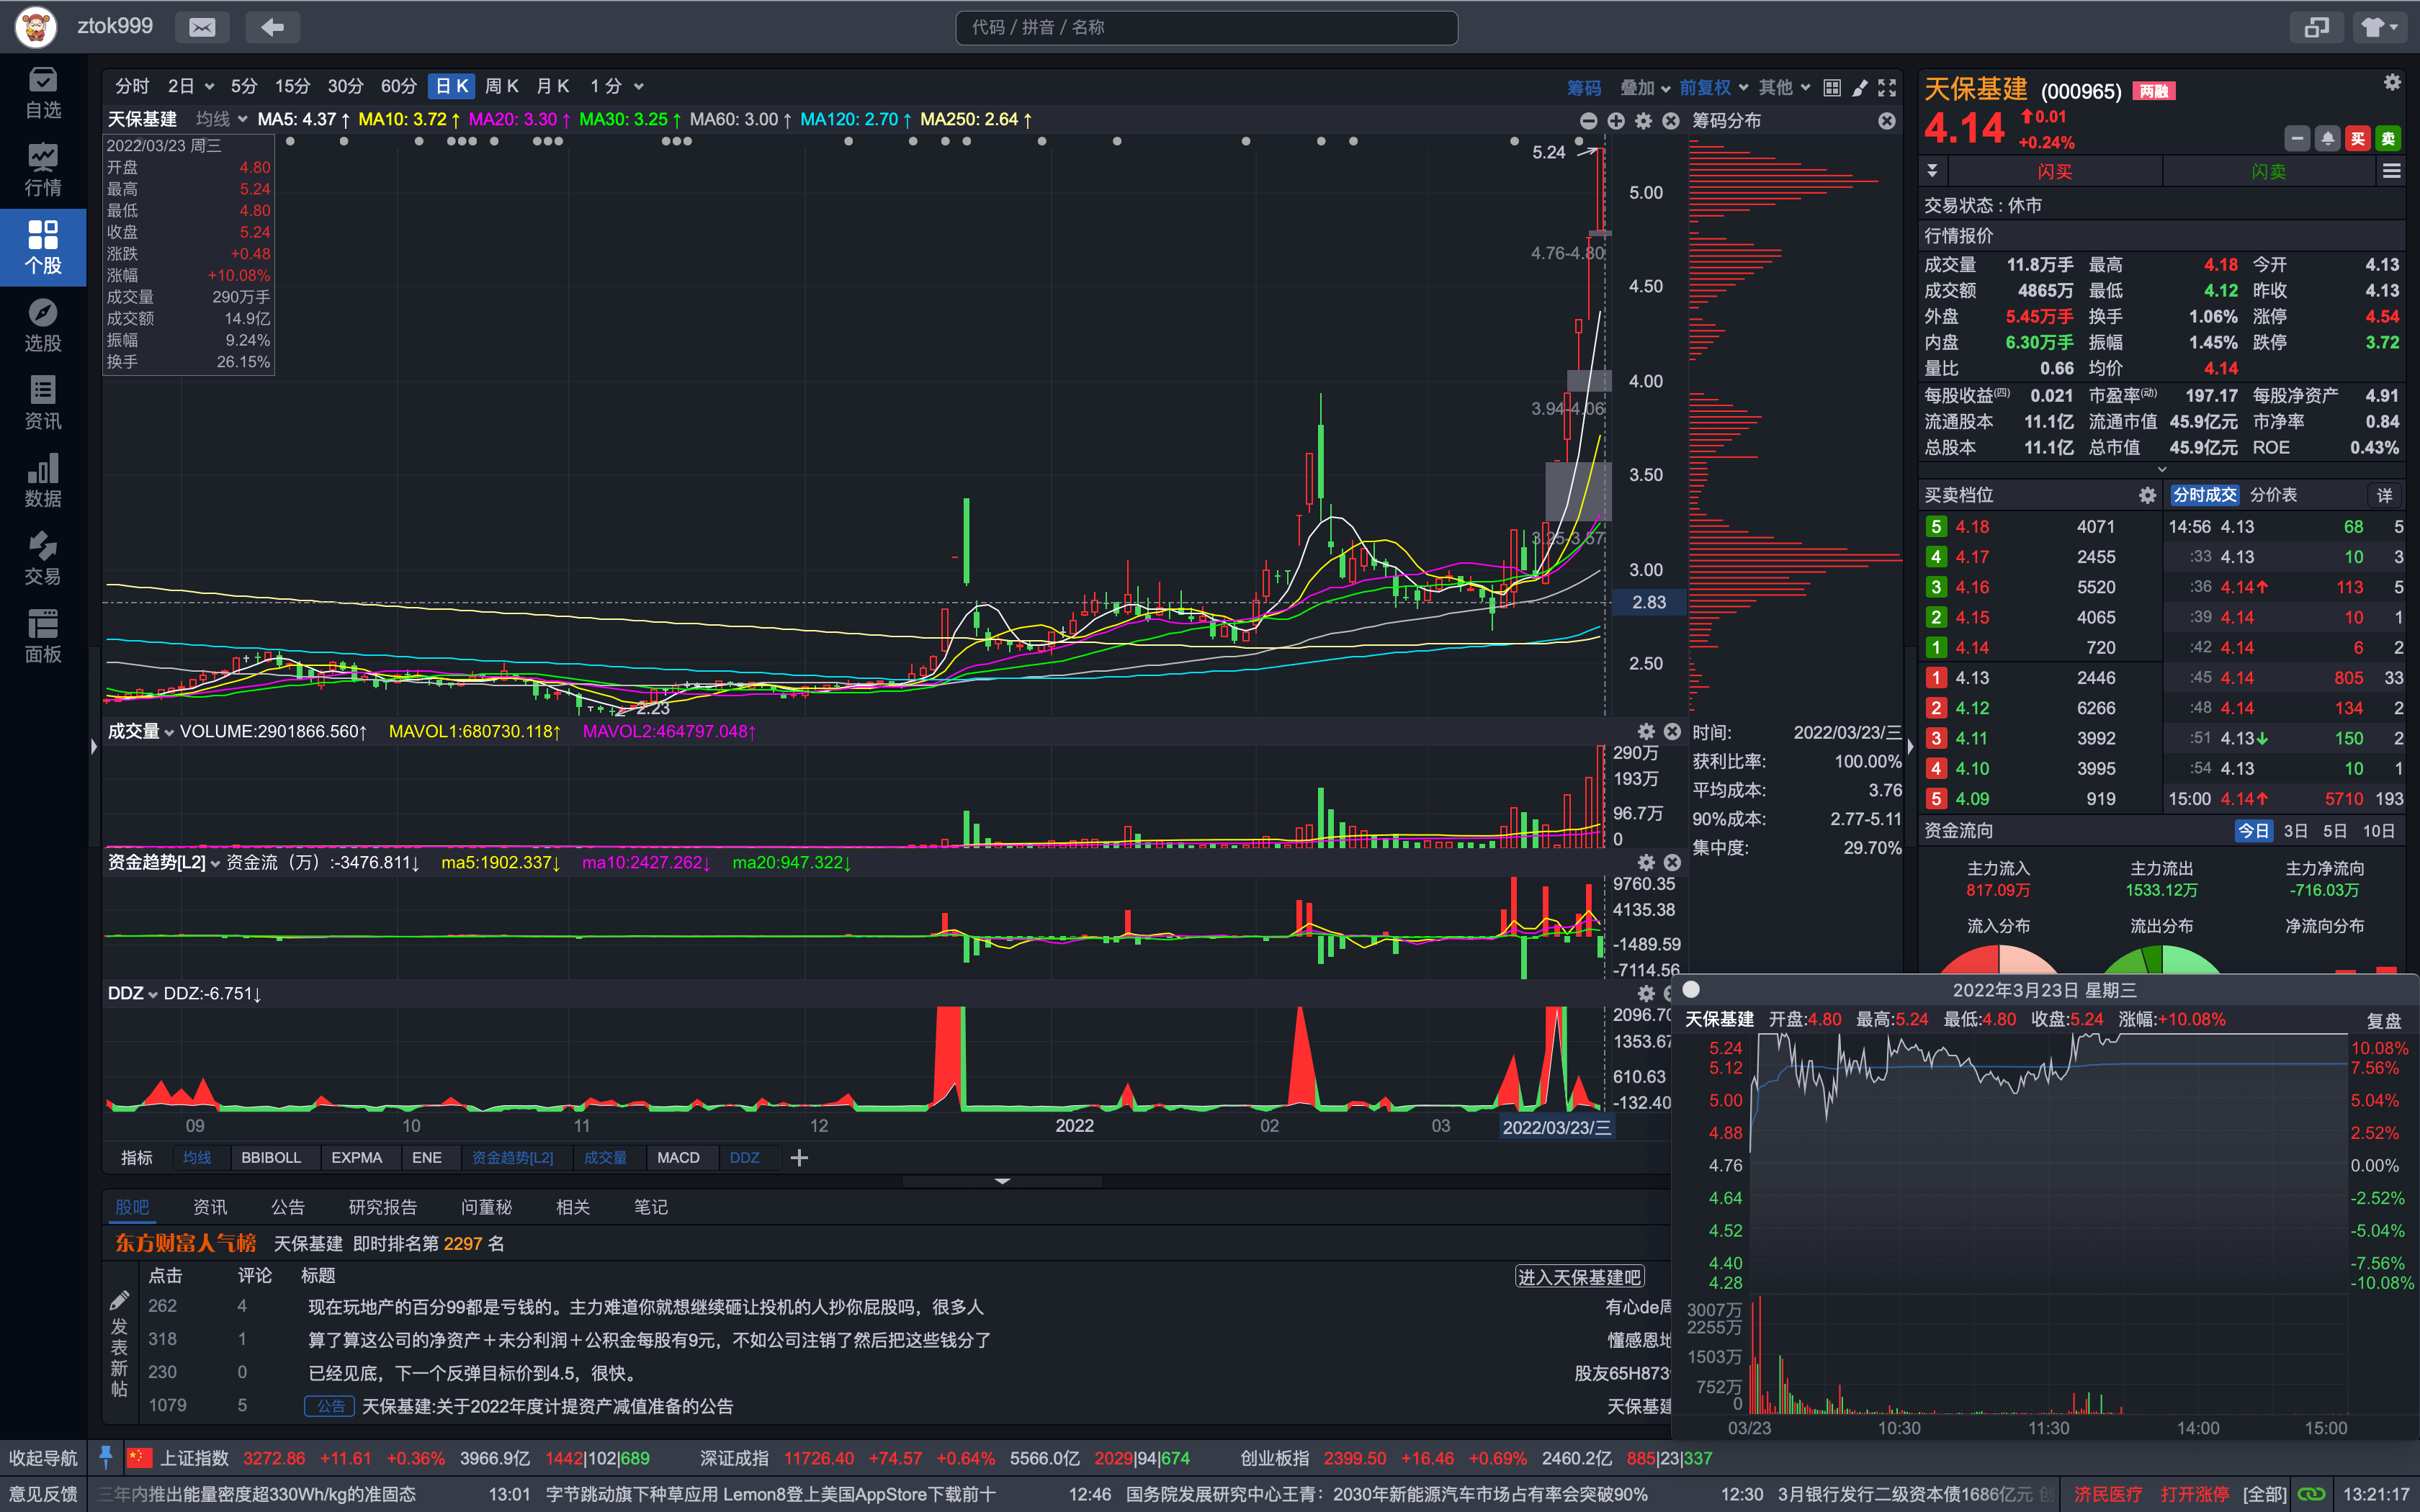 ztok999
代码 / 拼音 / 名称
自选
行情
个股
选股
资讯
数据
交易
面板
分时 2日 5分 15分 30分 60分 日K 周K 月K 1分 筹码 叠加 前复权 其他
天保基建 均线 MA5: 4.37↑ MA10: 3.72↑ MA20: 3.30↑ MA30: 3.25↑ MA60: 3.00↑ MA120: 2.70↑ MA250: 2.64↑
2022/03/23 周三
开盘 4.80
最高 5.24
最低 4.80
收盘 5.24
涨跌 +0.48
涨幅 +10.08%
成交量 290万手
成交额 14.9亿
振幅 9.24%
换手 26.15%
5.24
4.76-4.80
3.94-4.06
3.25-3.57
2.23
5.00
4.50
4.00
3.50
3.00
2.83
2.50
筹码分布
时间: 2022/03/23/三
获利比率: 100.00%
平均成本: 3.76
90%成本: 2.77-5.11
集中度: 29.70%
成交量 VOLUME:2901866.560↑ MAVOL1:680730.118↑ MAVOL2:464797.048↑
290万
193万
96.7万
0
资金趋势[L2] 资金流（万）:-3476.811↓ ma5:1902.337↓ ma10:2427.262↓ ma20:947.322↓
9760.35
4135.38
-1489.59
-7114.56
DDZ DDZ:-6.751↓
2096.70
1353.67
610.63
-132.40
09 10 11 12 2022 02 03 2022/03/23/三
指标 均线 BBIBOLL EXPMA ENE 资金趋势[L2] 成交量 MACD DDZ
股吧 资讯 公告 研究报告 问董秘 相关 笔记
东方财富人气榜 天保基建 即时排名第 2297 名
点击 评论 标题 进入天保基建吧
262 4 现在玩地产的百分99都是亏钱的。主力难道你就想继续砸让投机的人抄你屁股吗，很多人 有心de周
318 1 算了算这公司的净资产＋未分利润＋公积金每股有9元，不如公司注销了然后把这些钱分了 懂感恩地
230 0 已经见底，下一个反弹目标价到4.5，很快。 股友65H873
1079 5 公告 天保基建:关于2022年度计提资产减值准备的公告 天保基建
发表新帖
天保基建 (000965) 两融
4.14 0.01
+0.24%
买 卖
闪买 闪卖
交易状态 : 休市
行情报价
成交量 11.8万手 最高 4.18 今开 4.13
成交额 4865万 最低 4.12 昨收 4.13
外盘 5.45万手 换手 1.06% 涨停 4.54
内盘 6.30万手 振幅 1.45% 跌停 3.72
量比 0.66 均价 4.14
每股收益(四) 0.021 市盈率(动) 197.17 每股净资产 4.91
流通股本 11.1亿 流通市值 45.9亿元 市净率 0.84
总股本 11.1亿 总市值 45.9亿元 ROE 0.43%
买卖档位 分时成交 分价表 详
5 4.18 4071 14:56 4.13 68 5
4 4.17 2455 :33 4.13 10 3
3 4.16 5520 :36 4.14↑ 113 5
2 4.15 4065 :39 4.14 10 1
1 4.14 720 :42 4.14 6 2
1 4.13 2446 :45 4.14 805 33
2 4.12 6266 :48 4.14 134 2
3 4.11 3992 :51 4.13↓ 150 2
4 4.10 3995 :54 4.13 10 1
5 4.09 919 15:00 4.14↑ 5710 193
资金流向 今日 3日 5日 10日
主力流入 主力流出 主力净流向
817.09万 1533.12万 -716.03万
流入分布 流出分布 净流向分布
2022年3月23日 星期三
天保基建 开盘:4.80 最高:5.24 最低:4.80 收盘:5.24 涨幅:+10.08% 复盘
5.24 10.08%
5.12 7.56%
5.00 5.04%
4.88 2.52%
4.76 0.00%
4.64 -2.52%
4.52 -5.04%
4.40 -7.56%
4.28 -10.08%
3007万
2255万
1503万
752万
0
03/23 10:30 11:30 14:00 15:00
收起导航 上证指数 3272.86 +11.61 +0.36% 3966.9亿 1442|102|689 深证成指 11726.40 +74.57 +0.64% 5566.0亿 2029|94|674 创业板指 2399.50 +16.46 +0.69% 2460.2亿 885|23|337
意见反馈 三年内推出能量密度超330Wh/kg的准固态 13:01 字节跳动旗下种草应用 Lemon8登上美国AppStore下载前十 12:46 国务院发展研究中心王青：2030年新能源汽车市场占有率会突破90% 12:30 3月银行发行二级资本债1686亿元 创 济民医疗 打开涨停 [全部] 13:21:17